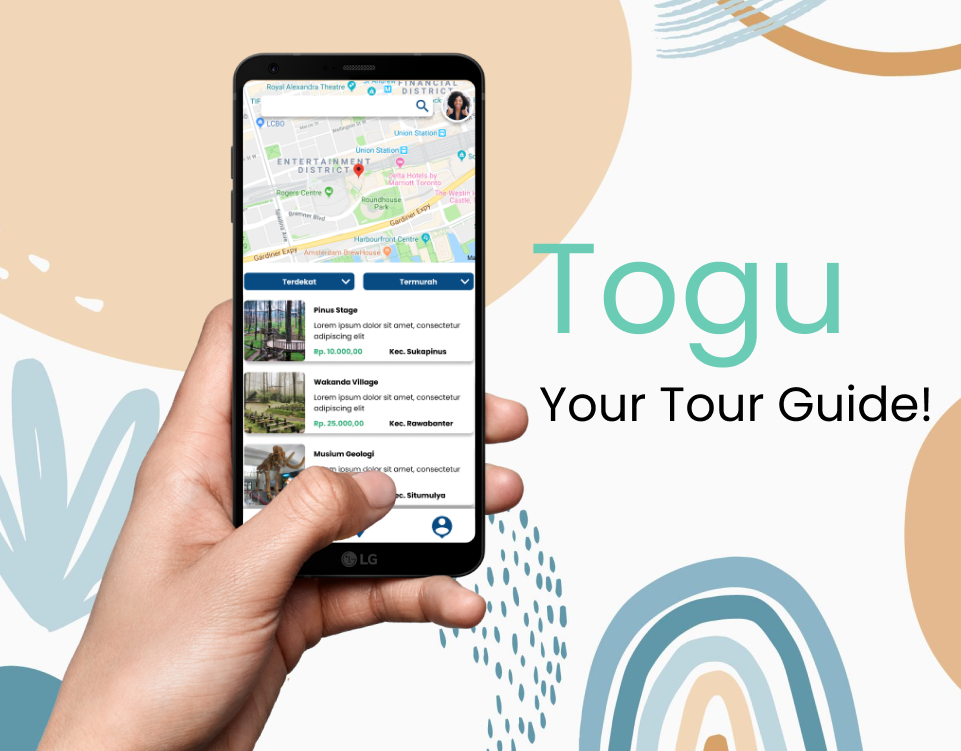 Royal Alexandra Theatre
FINANCIAL
DISTRICT
LCBO
Union Station
Union Station
ENTERTAINMENT
DISTRICT
Delta Hotels by
Marriott Toronto
Rogers Centre
The Westin
Castle,
Roundhouse
Park
Bremner Blvd
Gardiner Expy
Harbourfront Centre
Gardiner Expy
Amsterdam BrewHouse
Terdekat
Termurah
Pinus Stage
Lorem ipsum dolor sit amet, consectetur
adipiscing elit
Rp. 10.000,00 Kec. Sukapinus
Wakanda Village
Lorem ipsum dolor sit amet, consectetur
adipiscing elit
Rp. 25.000,00 Kec. Rawabanter
Musium Geologi
ipsum dolor sit amet, consectetur
Situmulya
LG
Togu
Your Tour Guide!